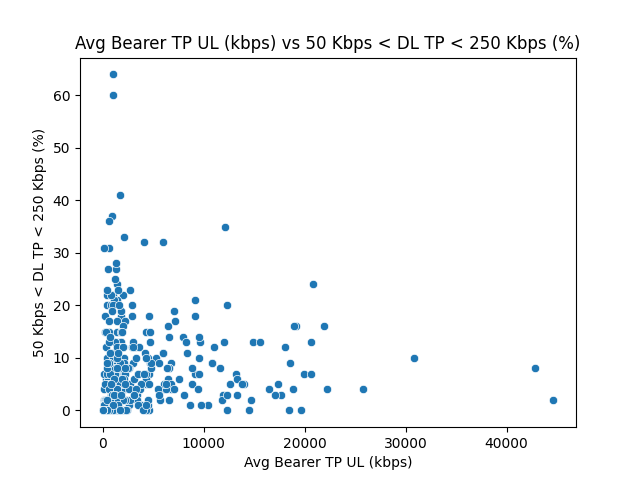 Avg Bearer TP UL (kbps) vs 50 Kbps < DL TP < 250 Kbps (%)
60
50
40
30
20
10
0
50 Kbps < DL TP < 250 Kbps (%)
0 10000 20000 30000 40000
Avg Bearer TP UL (kbps)